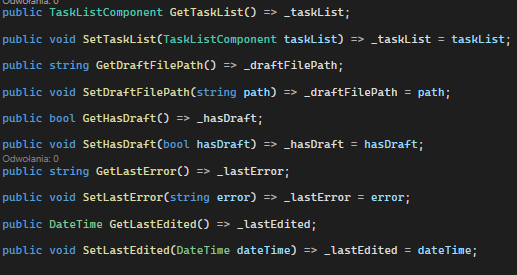 Odwołania: 0
public TaskListComponent GetTaskList() => _taskList;
public void SetTaskList(TaskListComponent taskList) => _taskList = taskList;
public string GetDraftFilePath() => _draftFilePath;
public void SetDraftFilePath(string path) => _draftFilePath = path;
public bool GetHasDraft() => _hasDraft;
public void SetHasDraft(bool hasDraft) => _hasDraft = hasDraft;
Odwołania: 0
public string GetLastError() => _lastError;
public void SetLastError(string error) => _lastError = error;
public DateTime GetLastEdited() => _lastEdited;
public void SetLastEdited(DateTime dateTime) => _lastEdited = dateTime;